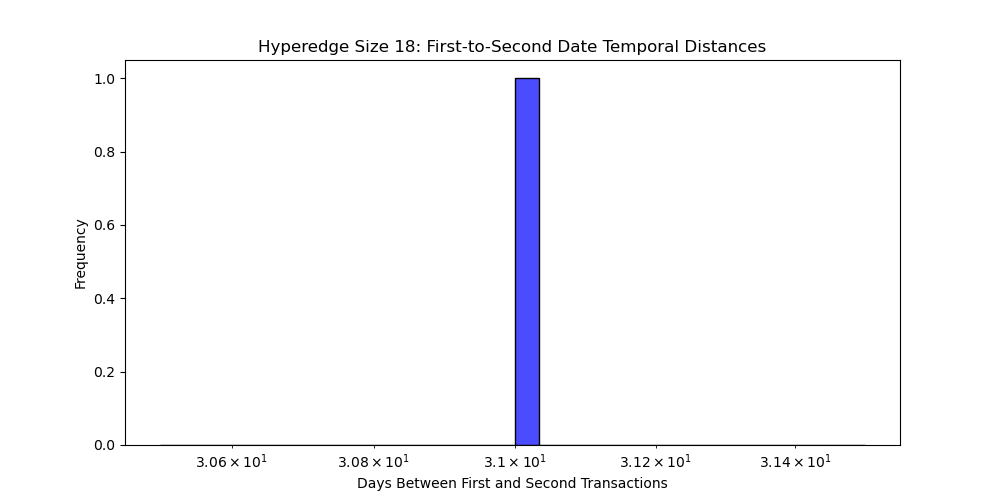 Hyperedge Size 18: First-to-Second Date Temporal Distances
1.0
0.8
0.6
0.4
0.2
0.0
Frequency
3.06 × 10¹ 3.08 × 10¹ 3.1 × 10¹ 3.12 × 10¹ 3.14 × 10¹
Days Between First and Second Transactions